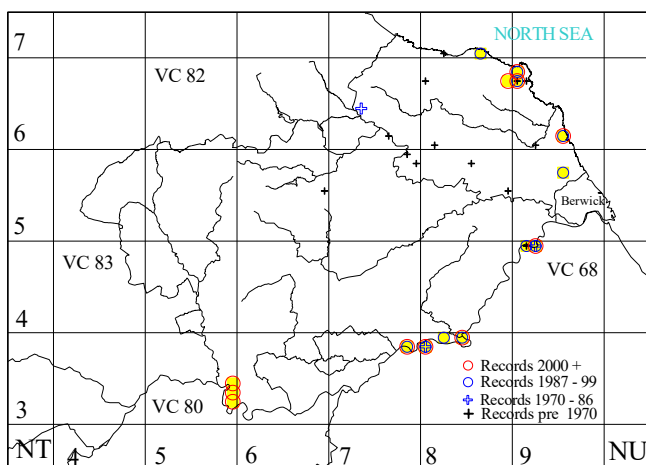 NORTH SEA
7
VC 82
6
Berwick
5
VC 83
VC 68
4
Records 2000 +
Records 1987 - 99
VC 80
Records 1970 - 86
3
Records pre 1970
NT 4 5 6 7 8 9 NU